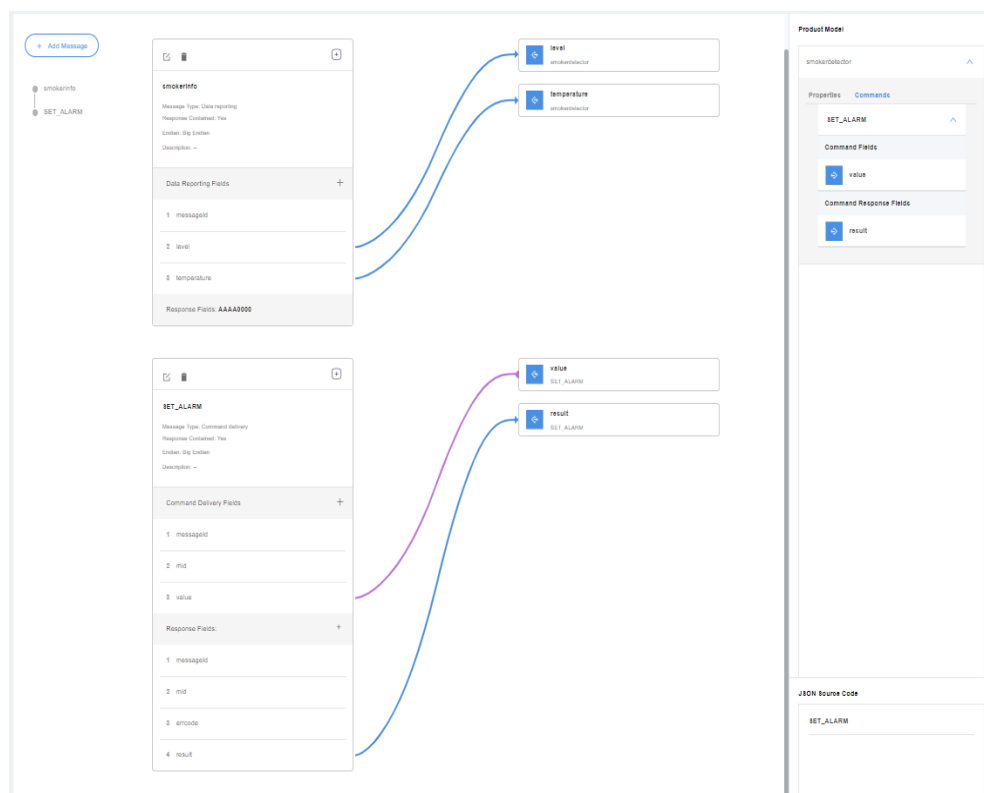 + Add Message
smokerinfo
SET_ALARM
smokerinfo
Message Type: Data reporting
Response Contained: Yes
Endian: Big Endian
Description: --
Data Reporting Fields +
1 messageId
2 level
3 temperature
Response Fields: AAAA0000
level
smokerdetector
temperature
smokerdetector
SET_ALARM
Message Type: Command delivery
Response Contained: Yes
Endian: Big Endian
Description: --
Command Delivery Fields +
1 messageId
2 mid
3 value
Response Fields: +
1 messageId
2 mid
3 errcode
4 result
value
SET_ALARM
result
SET_ALARM
Product Model
smokerdetector
Properties Commands
SET_ALARM
Command Fields
value
Command Response Fields
result
JSON Source Code
SET_ALARM